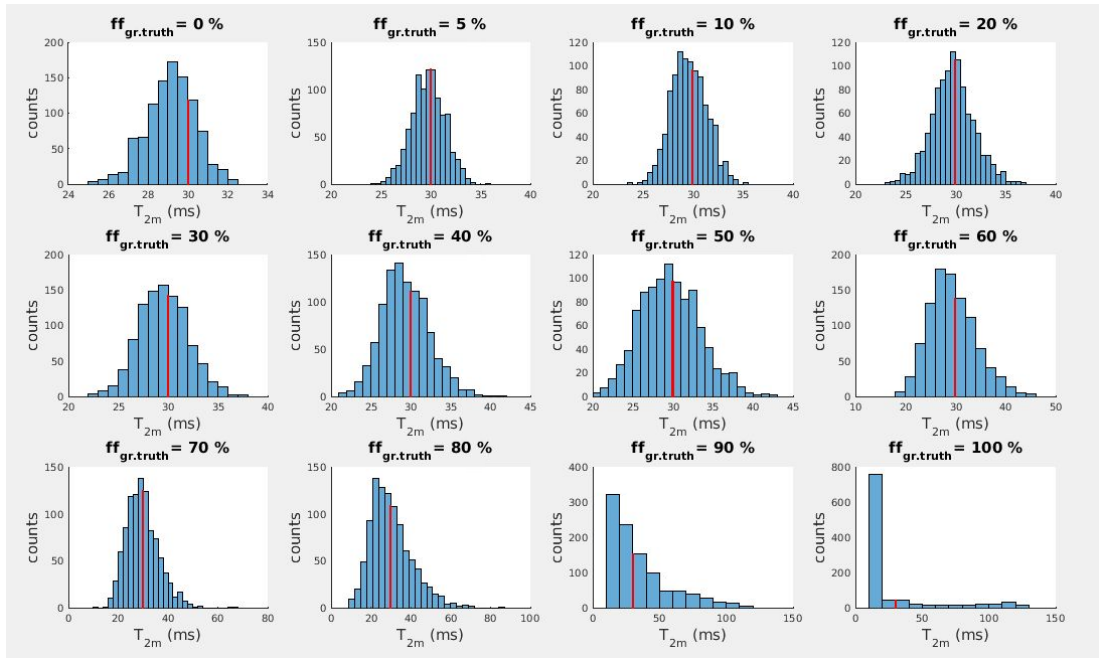 ff_gr.truth = 0 %
200
150
100
50
0
counts
24 26 28 30 32 34
T_2m (ms)
ff_gr.truth = 5 %
150
100
50
0
counts
20 25 30 35 40
T_2m (ms)
ff_gr.truth = 10 %
120
100
80
60
40
20
0
counts
20 25 30 35 40
T_2m (ms)
ff_gr.truth = 20 %
120
100
80
60
40
20
0
counts
20 25 30 35 40
T_2m (ms)
ff_gr.truth = 30 %
200
150
100
50
0
counts
20 25 30 35 40
T_2m (ms)
ff_gr.truth = 40 %
150
100
50
0
counts
20 25 30 35 40 45
T_2m (ms)
ff_gr.truth = 50 %
120
100
80
60
40
20
0
counts
20 25 30 35 40 45
T_2m (ms)
ff_gr.truth = 60 %
200
150
100
50
0
counts
10 20 30 40 50
T_2m (ms)
ff_gr.truth = 70 %
150
100
50
0
counts
0 20 40 60 80
T_2m (ms)
ff_gr.truth = 80 %
150
100
50
0
counts
0 20 40 60 80 100
T_2m (ms)
ff_gr.truth = 90 %
400
300
200
100
0
counts
0 50 100 150
T_2m (ms)
ff_gr.truth = 100 %
800
600
400
200
0
counts
0 50 100 150
T_2m (ms)